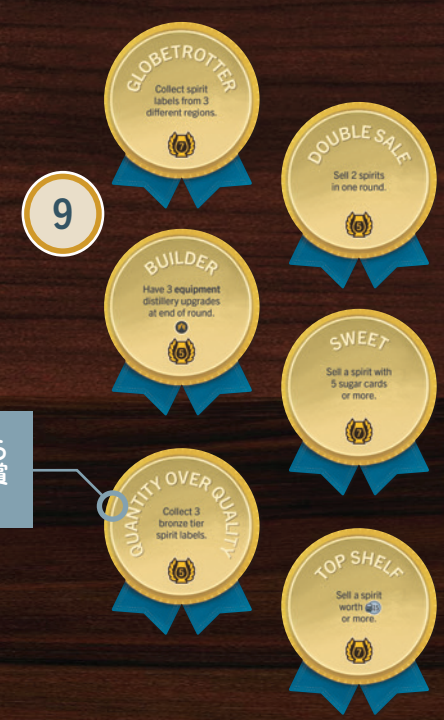 GLOBETROTTER
Collect spirit
labels from 3
different regions.
7
DOUBLE SALE
Sell 2 spirits
in one round.
5
9
BUILDER
Have 3 equipment
distillery upgrades
at end of round.
5
SWEET
Sell a spirit with
5 sugar cards
or more.
7
ら
賞
QUANTITY OVER QUALITY
Collect 3
bronze tier
spirit labels.
5
TOP SHELF
Sell a spirit
worth
or more.
7